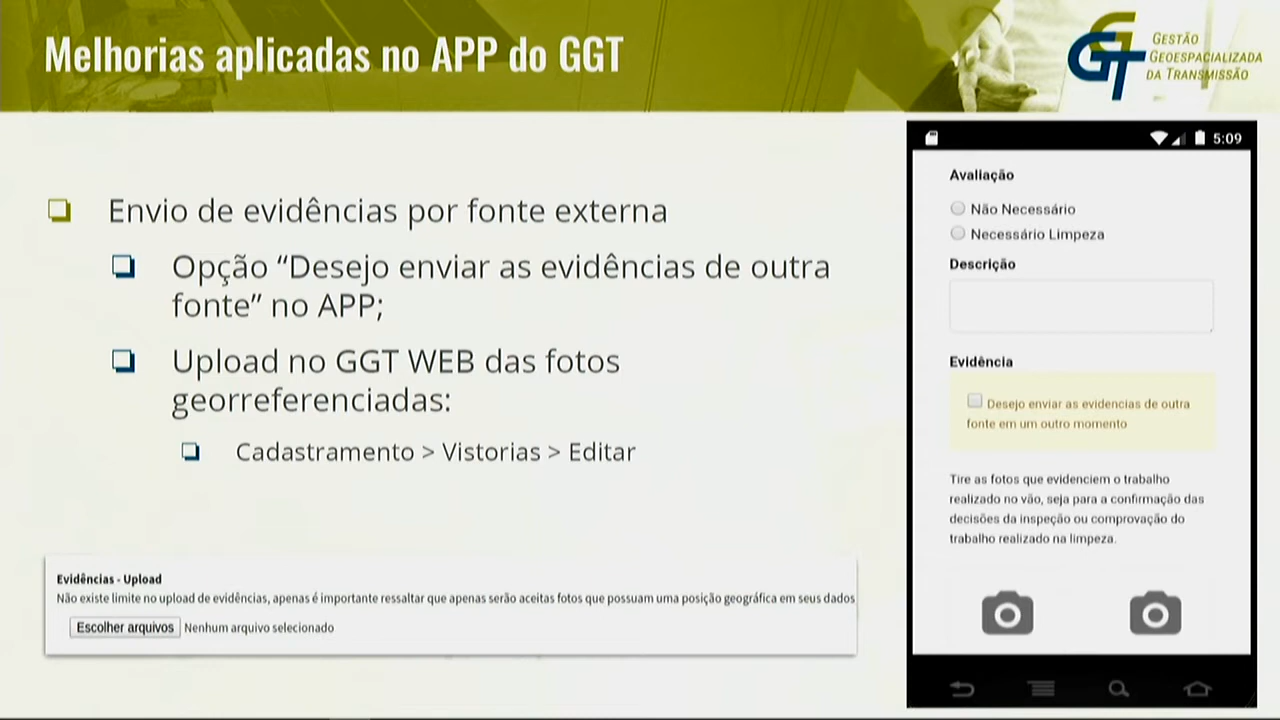 Melhorias aplicadas no APP do GGT
GGT
GESTÃO
GEOESPACIALIZADA
DA TRANSMISSÃO
Envio de evidências por fonte externa
Opção “Desejo enviar as evidências de outra
fonte” no APP;
Upload no GGT WEB das fotos
georreferenciadas:
Cadastramento > Vistorias > Editar
Evidências - Upload
Não existe limite no upload de evidências, apenas é importante ressaltar que apenas serão aceitas fotos que possuam uma posição geográfica em seus dados
Escolher arquivos Nenhum arquivo selecionado
5:09
Avaliação
Não Necessário
Necessário Limpeza
Descrição
Evidência
Desejo enviar as evidencias de outra
fonte em um outro momento
Tire as fotos que evidenciem o trabalho
realizado no vão, seja para a confirmação das
decisões da inspeção ou comprovação do
trabalho realizado na limpeza.